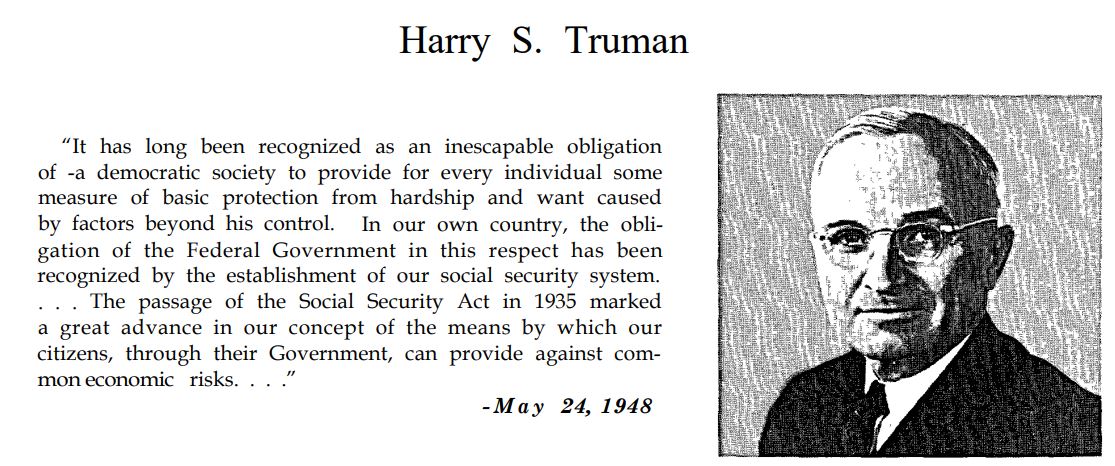 Harry S. Truman
“It has long been recognized as an inescapable obligation
of -a democratic society to provide for every individual some
measure of basic protection from hardship and want caused
by factors beyond his control. In our own country, the obli-
gation of the Federal Government in this respect has been
recognized by the establishment of our social security system.
. . . The passage of the Social Security Act in 1935 marked
a great advance in our concept of the means by which our
citizens, through their Government, can provide against com-
mon economic risks. . . .”
-May 24, 1948